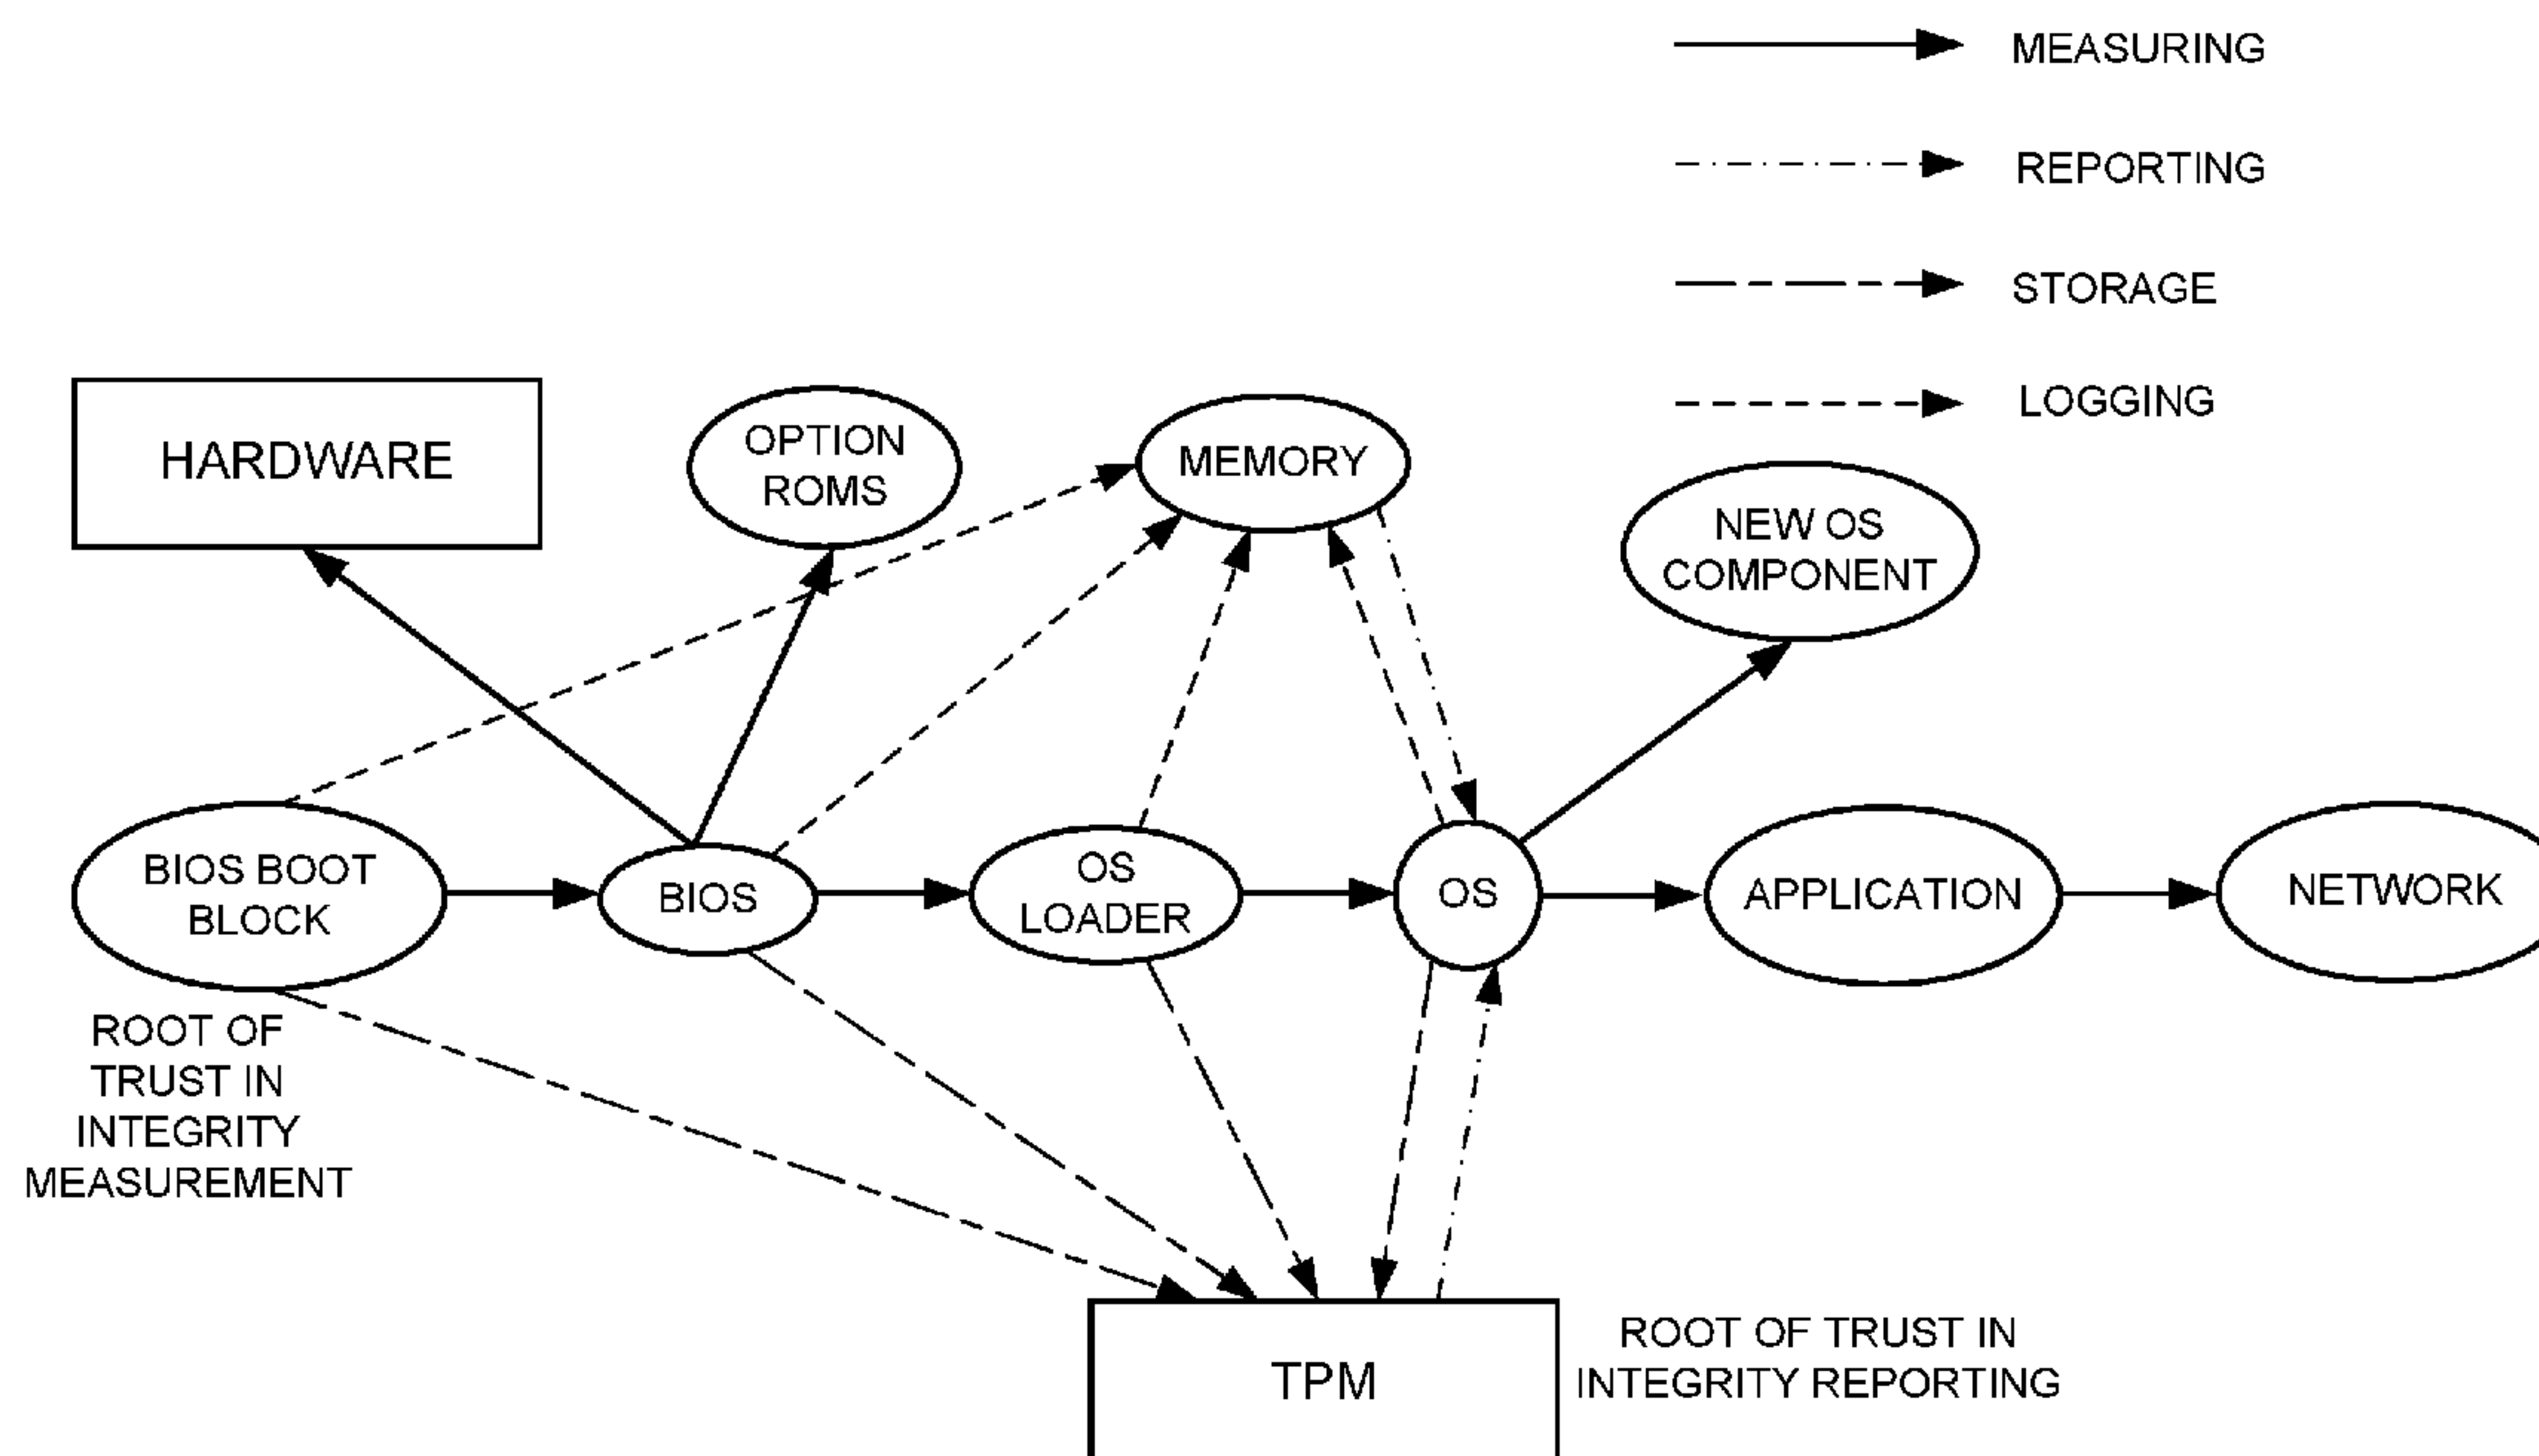 MEASURING
REPORTING
STORAGE
LOGGING
HARDWARE
OPTION
ROMS
MEMORY
NEW OS
COMPONENT
BIOS BOOT
BLOCK
BIOS
OS
LOADER
OS
APPLICATION
NETWORK
ROOT OF
TRUST IN
INTEGRITY
MEASUREMENT
TPM
ROOT OF TRUST IN
INTEGRITY REPORTING